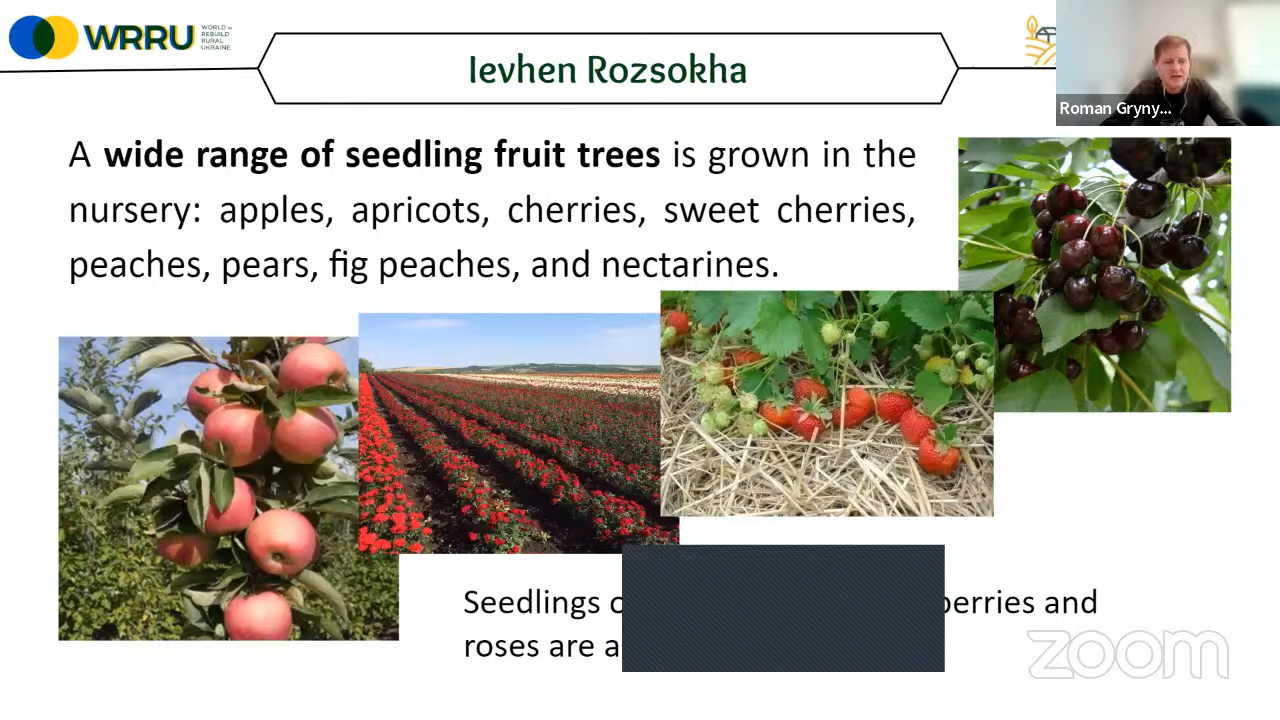 WRRU
WORLD to
REBUILD
RURAL
UKRAINE
Ievhen Rozsokha
Roman Gryny...
A wide range of seedling fruit trees is grown in the
nursery: apples, apricots, cherries, sweet cherries,
peaches, pears, fig peaches, and nectarines.
Seedlings and
roses are
zoom